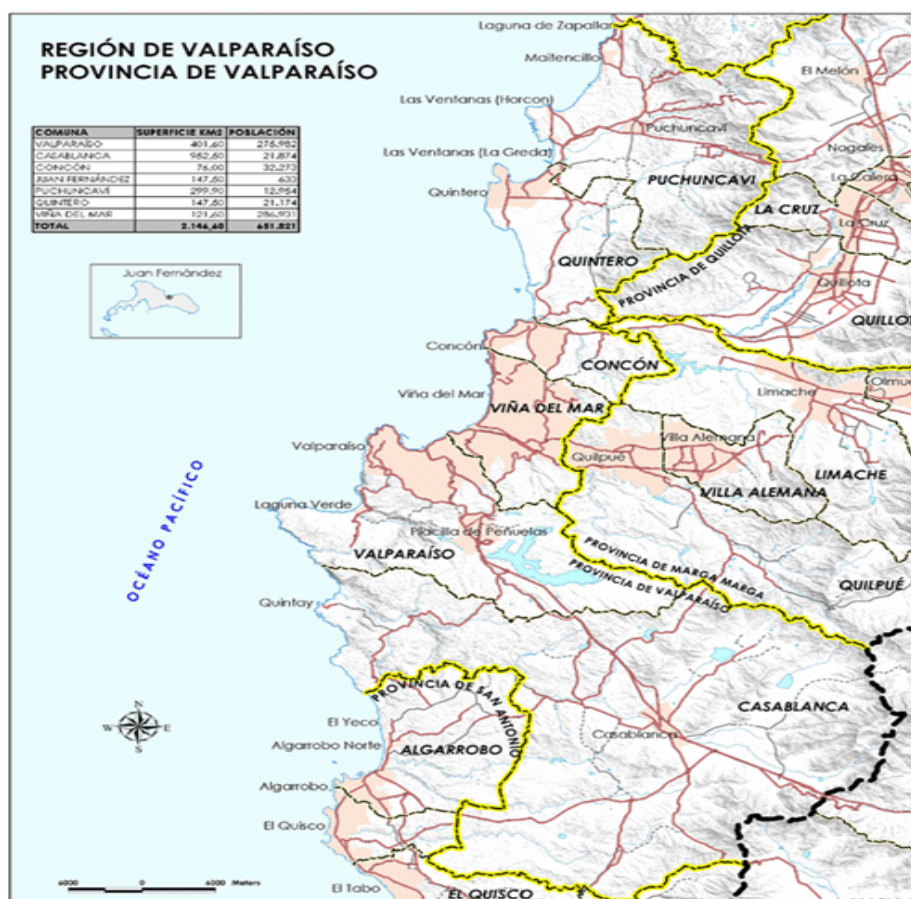 REGIÓN DE VALPARAÍSO
PROVINCIA DE VALPARAÍSO
COMUNA SUPERFICIE KM2 POBLACIÓN
VALPARAÍSO 401,60 275.982
CASABLANCA 952,50 21.874
CONCÓN 76,00 32.273
JUAN FERNÁNDEZ 147,50 633
PUCHUNCAVÍ 299,90 12.954
QUINTERO 147,50 21.174
VIÑA DEL MAR 121,60 286.931
TOTAL 2.146,60 651.821
Juan Fernández
Laguna de Zapallar
Maitencillo
El Melón
Las Ventanas (Horcon)
Puchuncaví
Nogales
Las Ventanas (La Greda)
La Calera
PUCHUNCAVI
Quintero
LA CRUZ
La Cruz
QUINTERO
PROVINCIA DE QUILLOTA
Quillota
QUILLOT
Concón
CONCÓN
Viña del Mar
VIÑA DEL MAR
Limache
Olmu
Valparaíso
Quilpué
Villa Alemana
LIMACHE
VILLA ALEMANA
Laguna Verde
Placilla de Peñuelas
VALPARAÍSO
PROVINCIA DE MARGA MARGA
PROVINCIA DE VALPARAÍSO
QUILPUÉ
OCÉANO PACÍFICO
Quintay
PROVINCIA DE SAN ANTONIO
CASABLANCA
N
W E
S
El Yeco
Algarrobo Norte
ALGARROBO
Casablanca
Algarrobo
El Quisco
6000 0 6000 Meters
El Tabo
EL QUISCO